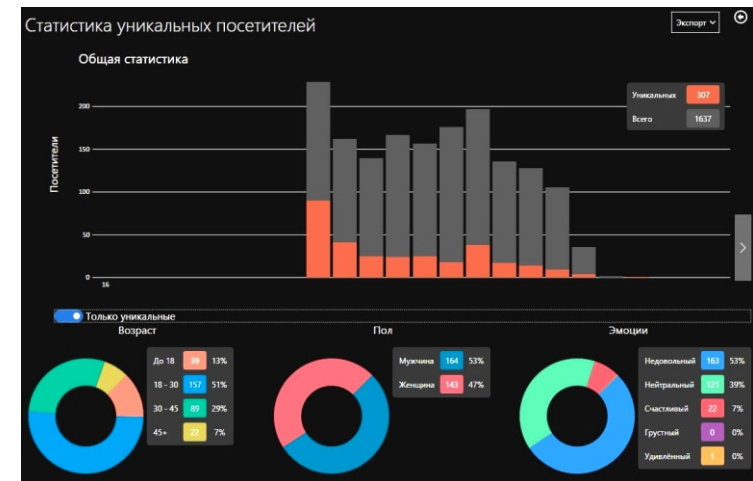 Статистика уникальных посетителей
Экспорт
Общая статистика
Уникальных 307
Всего 1637
Посетители
200
150
100
50
0
16
Только уникальные
Возраст
До 18 39 13%
18 - 30 157 51%
30 - 45 89 29%
45+ 22 7%
Пол
Мужчина 164 53%
Женщина 143 47%
Эмоции
Недовольный 163 53%
Нейтральный 121 39%
Счастливый 22 7%
Грустный 0 0%
Удивлённый 1 0%